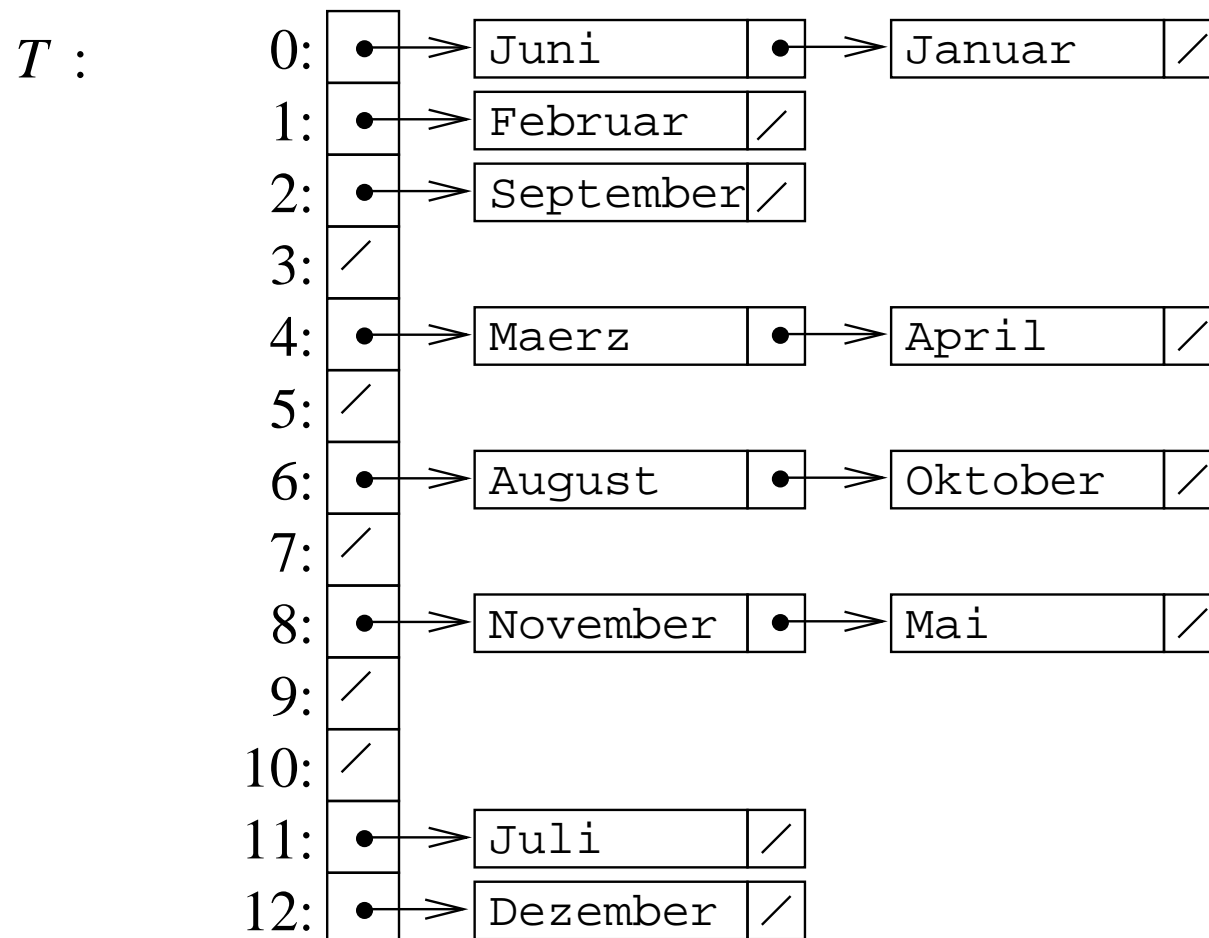 T : 0: Juni Januar
1: Februar
2: September
3:
4: Maerz April
5:
6: August Oktober
7:
8: November Mai
9:
10:
11: Juli
12: Dezember